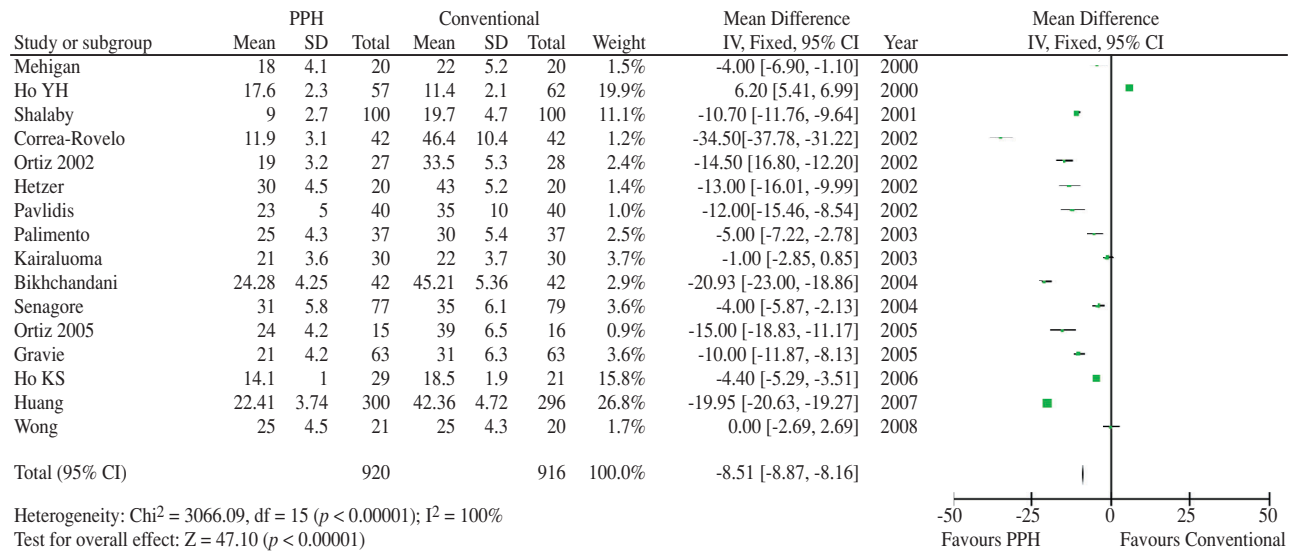 PPH Conventional Mean Difference Mean Difference
Study or subgroup Mean SD Total Mean SD Total Weight IV, Fixed, 95% CI Year IV, Fixed, 95% CI
Mehigan 18 4.1 20 22 5.2 20 1.5% -4.00 [-6.90, -1.10] 2000
Ho YH 17.6 2.3 57 11.4 2.1 62 19.9% 6.20 [5.41, 6.99] 2000
Shalaby 9 2.7 100 19.7 4.7 100 11.1% -10.70 [-11.76, -9.64] 2001
Correa-Rovelo 11.9 3.1 42 46.4 10.4 42 1.2% -34.50[-37.78, -31.22] 2002
Ortiz 2002 19 3.2 27 33.5 5.3 28 2.4% -14.50 [16.80, -12.20] 2002
Hetzer 30 4.5 20 43 5.2 20 1.4% -13.00 [-16.01, -9.99] 2002
Pavlidis 23 5 40 35 10 40 1.0% -12.00[-15.46, -8.54] 2002
Palimento 25 4.3 37 30 5.4 37 2.5% -5.00 [-7.22, -2.78] 2003
Kairaluoma 21 3.6 30 22 3.7 30 3.7% -1.00 [-2.85, 0.85] 2003
Bikhchandani 24.28 4.25 42 45.21 5.36 42 2.9% -20.93 [-23.00, -18.86] 2004
Senagore 31 5.8 77 35 6.1 79 3.6% -4.00 [-5.87, -2.13] 2004
Ortiz 2005 24 4.2 15 39 6.5 16 0.9% -15.00 [-18.83, -11.17] 2005
Gravie 21 4.2 63 31 6.3 63 3.6% -10.00 [-11.87, -8.13] 2005
Ho KS 14.1 1 29 18.5 1.9 21 15.8% -4.40 [-5.29, -3.51] 2006
Huang 22.41 3.74 300 42.36 4.72 296 26.8% -19.95 [-20.63, -19.27] 2007
Wong 25 4.5 21 25 4.3 20 1.7% 0.00 [-2.69, 2.69] 2008
Total (95% CI) 920 916 100.0% -8.51 [-8.87, -8.16]
Heterogeneity: Chi² = 3066.09, df = 15 (p < 0.00001); I² = 100%
Test for overall effect: Z = 47.10 (p < 0.00001)
-50 -25 0 25 50
Favours PPH Favours Conventional